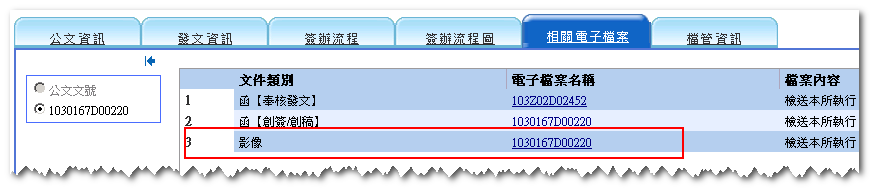 公文資訊 發文資訊 簽辦流程 簽辦流程圖 相關電子檔案 檔管資訊
公文文號
1030167D00220
文件類別 電子檔案名稱 檔案內容
1 函【奉核發文】 103Z02D02452 檢送本所執行
2 函【創簽/創稿】 1030167D00220 檢送本所執行
3 影像 1030167D00220 檢送本所執行